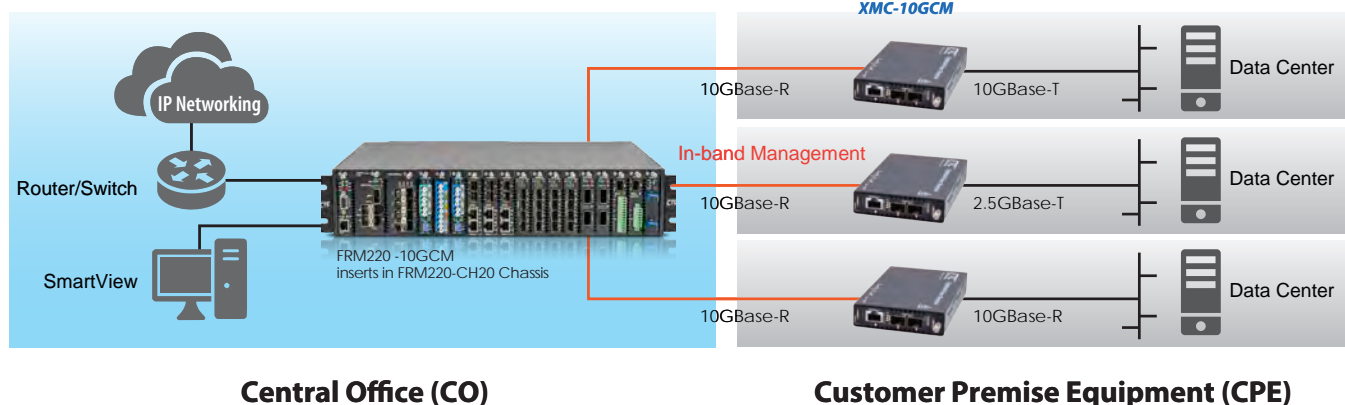 XMC-10GCM
IP Networking
Router/Switch
SmartView
FRM220 -10GCM
inserts in FRM220-CH20 Chassis
10GBase-R
10GBase-T
Data Center
In-band Management
10GBase-R
2.5GBase-T
Data Center
10GBase-R
10GBase-R
Data Center
Central Office (CO)
Customer Premise Equipment (CPE)